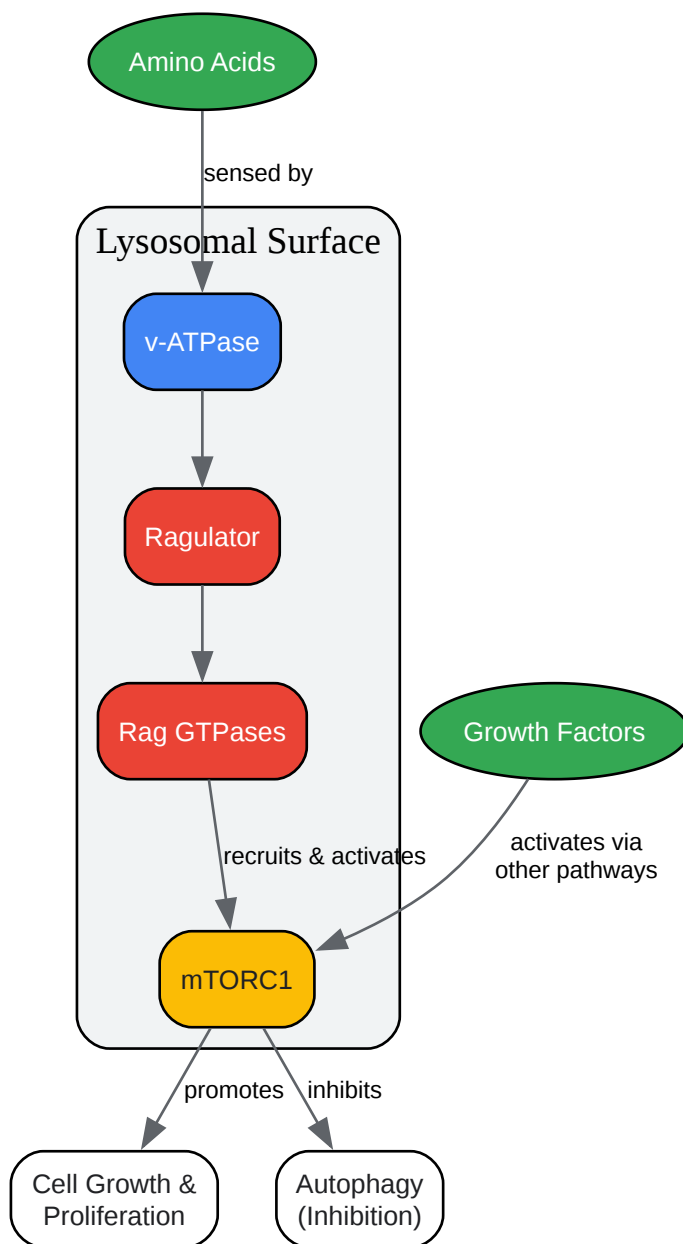 Amino Acids
sensed by
Lysosomal Surface
v-ATPase
Ragulator
Rag GTPases
Growth Factors
recruits & activates
activates via
other pathways
mTORC1
promotes
inhibits
Cell Growth &
Proliferation
Autophagy
(Inhibition)